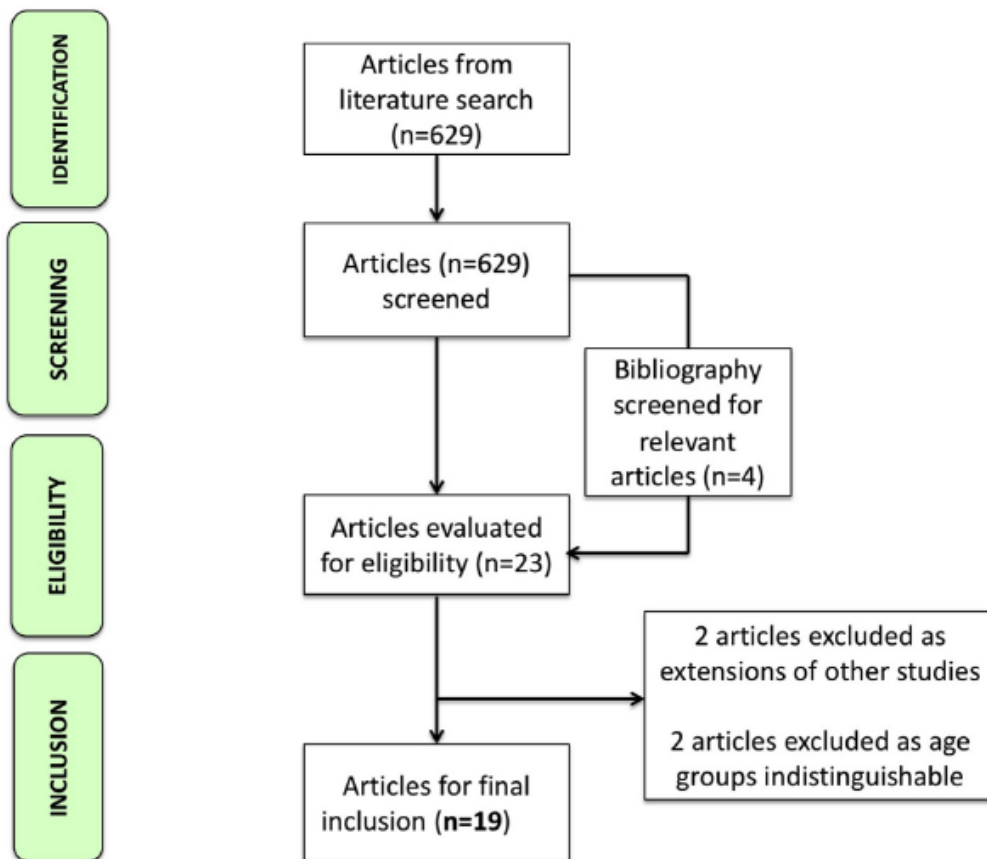 IDENTIFICATION
Articles from
literature search
(n=629)
SCREENING
Articles (n=629)
screened
Bibliography
screened for
relevant
articles (n=4)
ELIGIBILITY
Articles evaluated
for eligibility (n=23)
INCLUSION
2 articles excluded as
extensions of other studies
2 articles excluded as age
groups indistinguishable
Articles for final
inclusion (n=19)